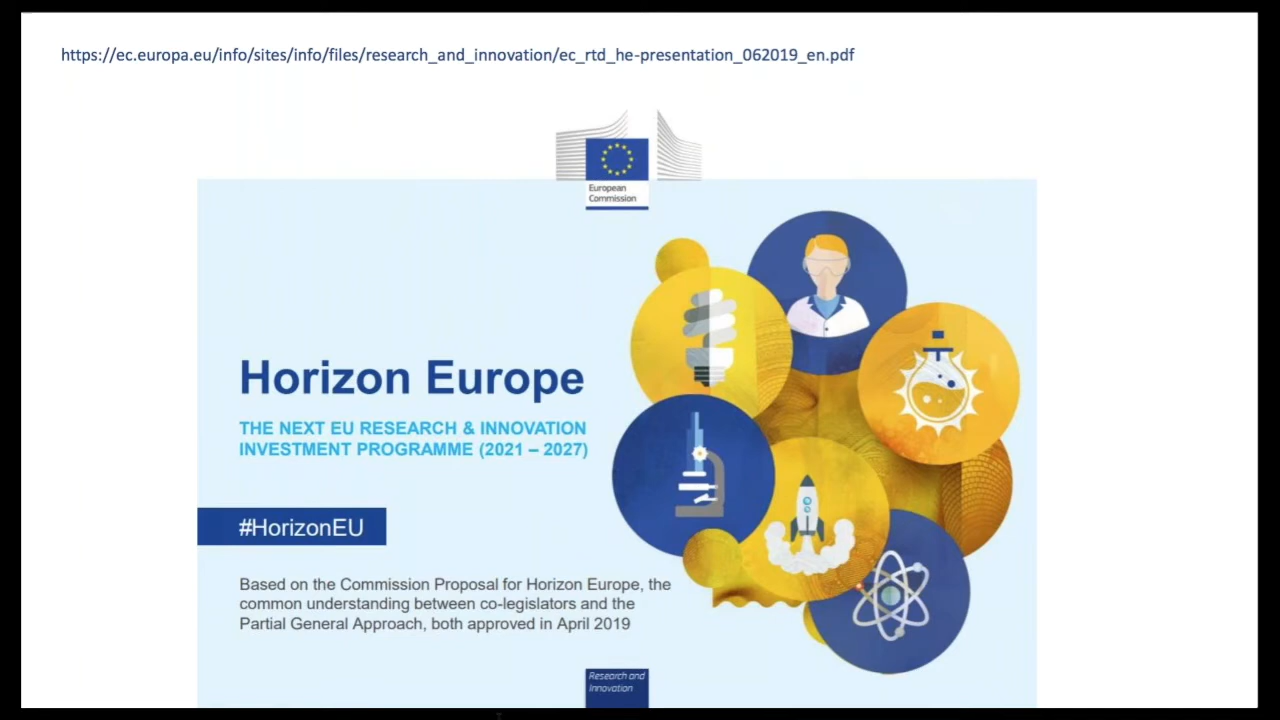 https://ec.europa.eu/info/sites/info/files/research_and_innovation/ec_rtd_he-presentation_062019_en.pdf
European
Commission
Horizon Europe
THE NEXT EU RESEARCH & INNOVATION
INVESTMENT PROGRAMME (2021 – 2027)
#HorizonEU
Based on the Commission Proposal for Horizon Europe, the
common understanding between co-legislators and the
Partial General Approach, both approved in April 2019
Research and
Innovation